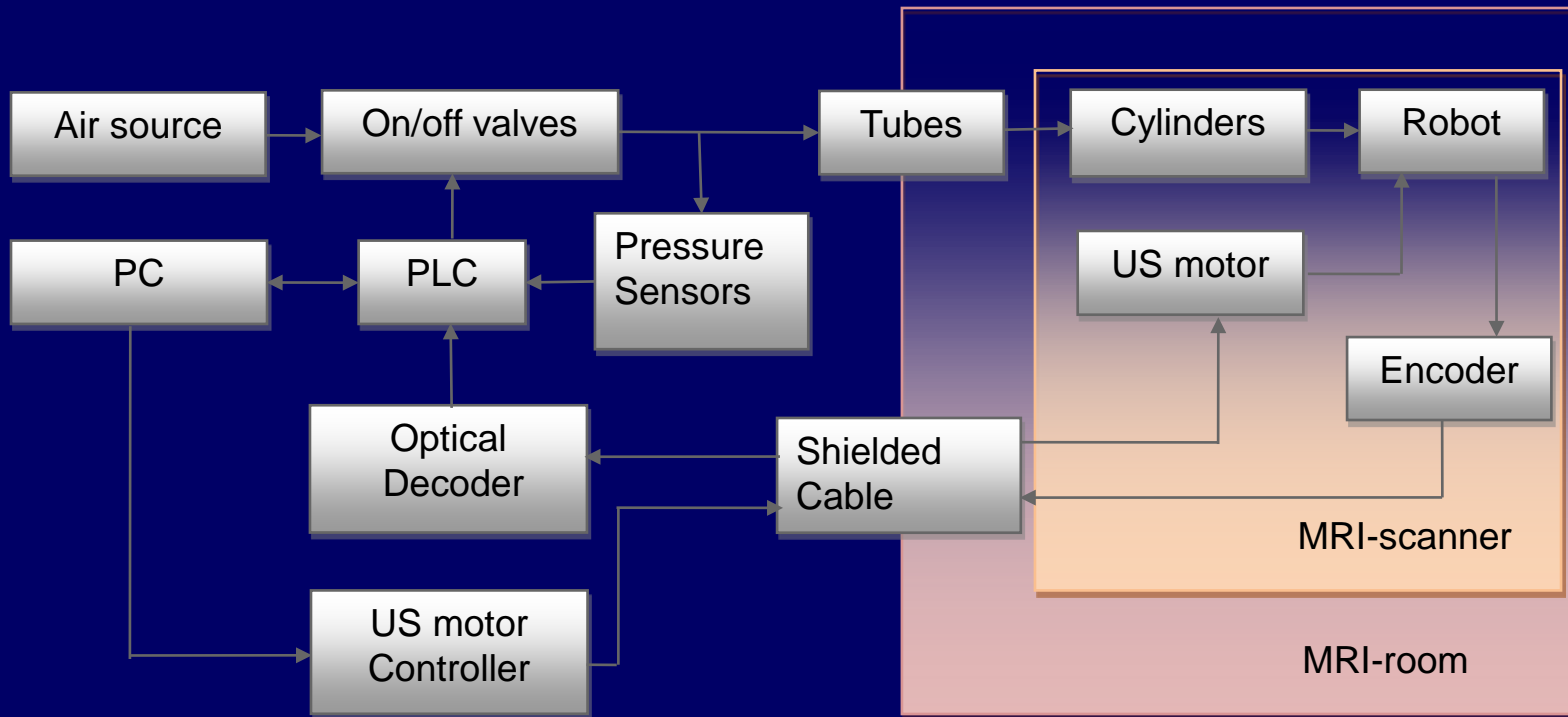 Air source
On/off valves
Tubes
Cylinders
Robot
PC
PLC
Pressure
Sensors
US motor
Encoder
Optical
Decoder
Shielded
Cable
MRI-scanner
US motor
Controller
MRI-room